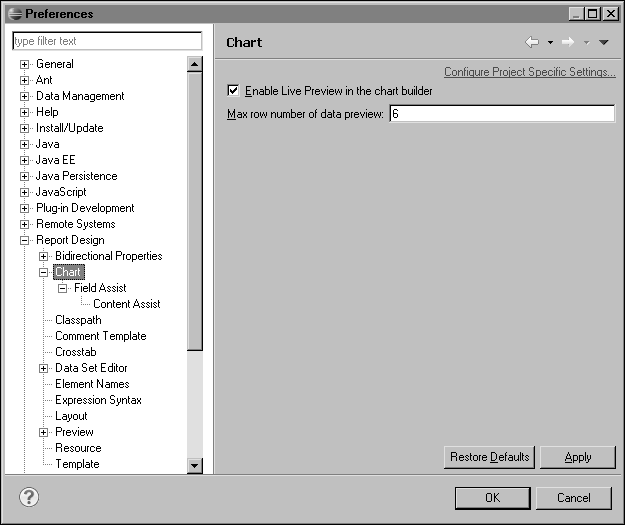 Preferences
type filter text
General
Ant
Data Management
Help
Install/Update
Java
Java EE
Java Persistence
JavaScript
Plug-in Development
Remote Systems
Report Design
Bidirectional Properties
Chart
Field Assist
Content Assist
Classpath
Comment Template
Crosstab
Data Set Editor
Element Names
Expression Syntax
Layout
Preview
Resource
Template
Chart
Configure Project Specific Settings...
Enable Live Preview in the chart builder
Max row number of data preview: 6
Restore Defaults Apply
? OK Cancel